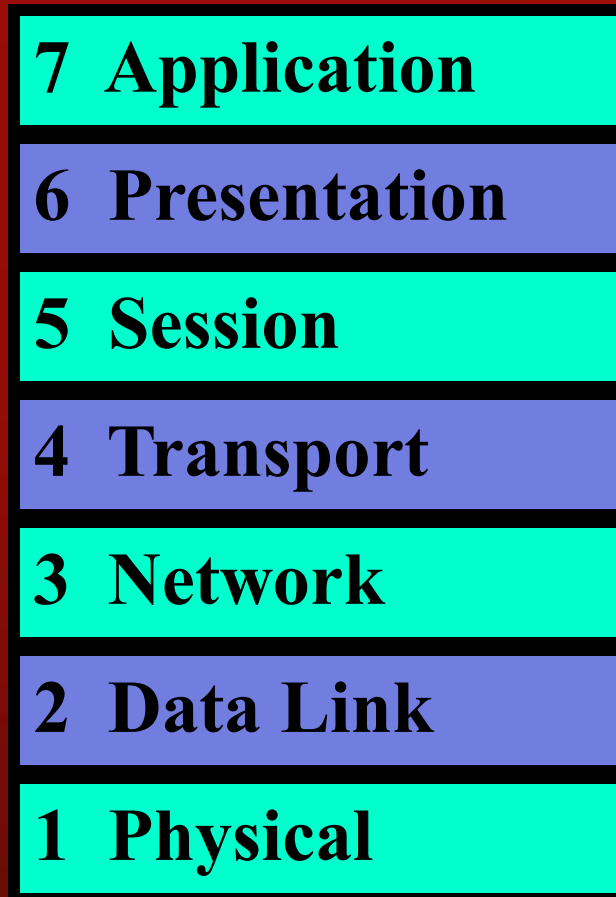 7 Application
6 Presentation
5 Session
4 Transport
3 Network
2 Data Link
1 Physical